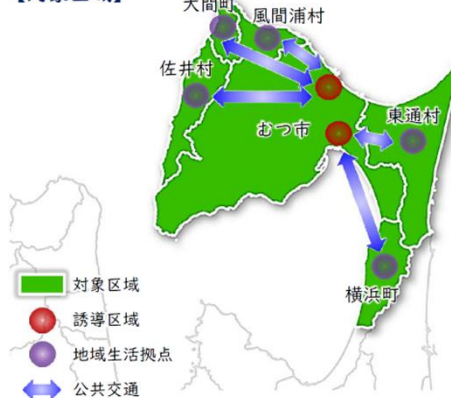 大間町
風間浦村
佐井村
東通村
むつ市
横浜町
対象区域
誘導区域
地域生活拠点
公共交通